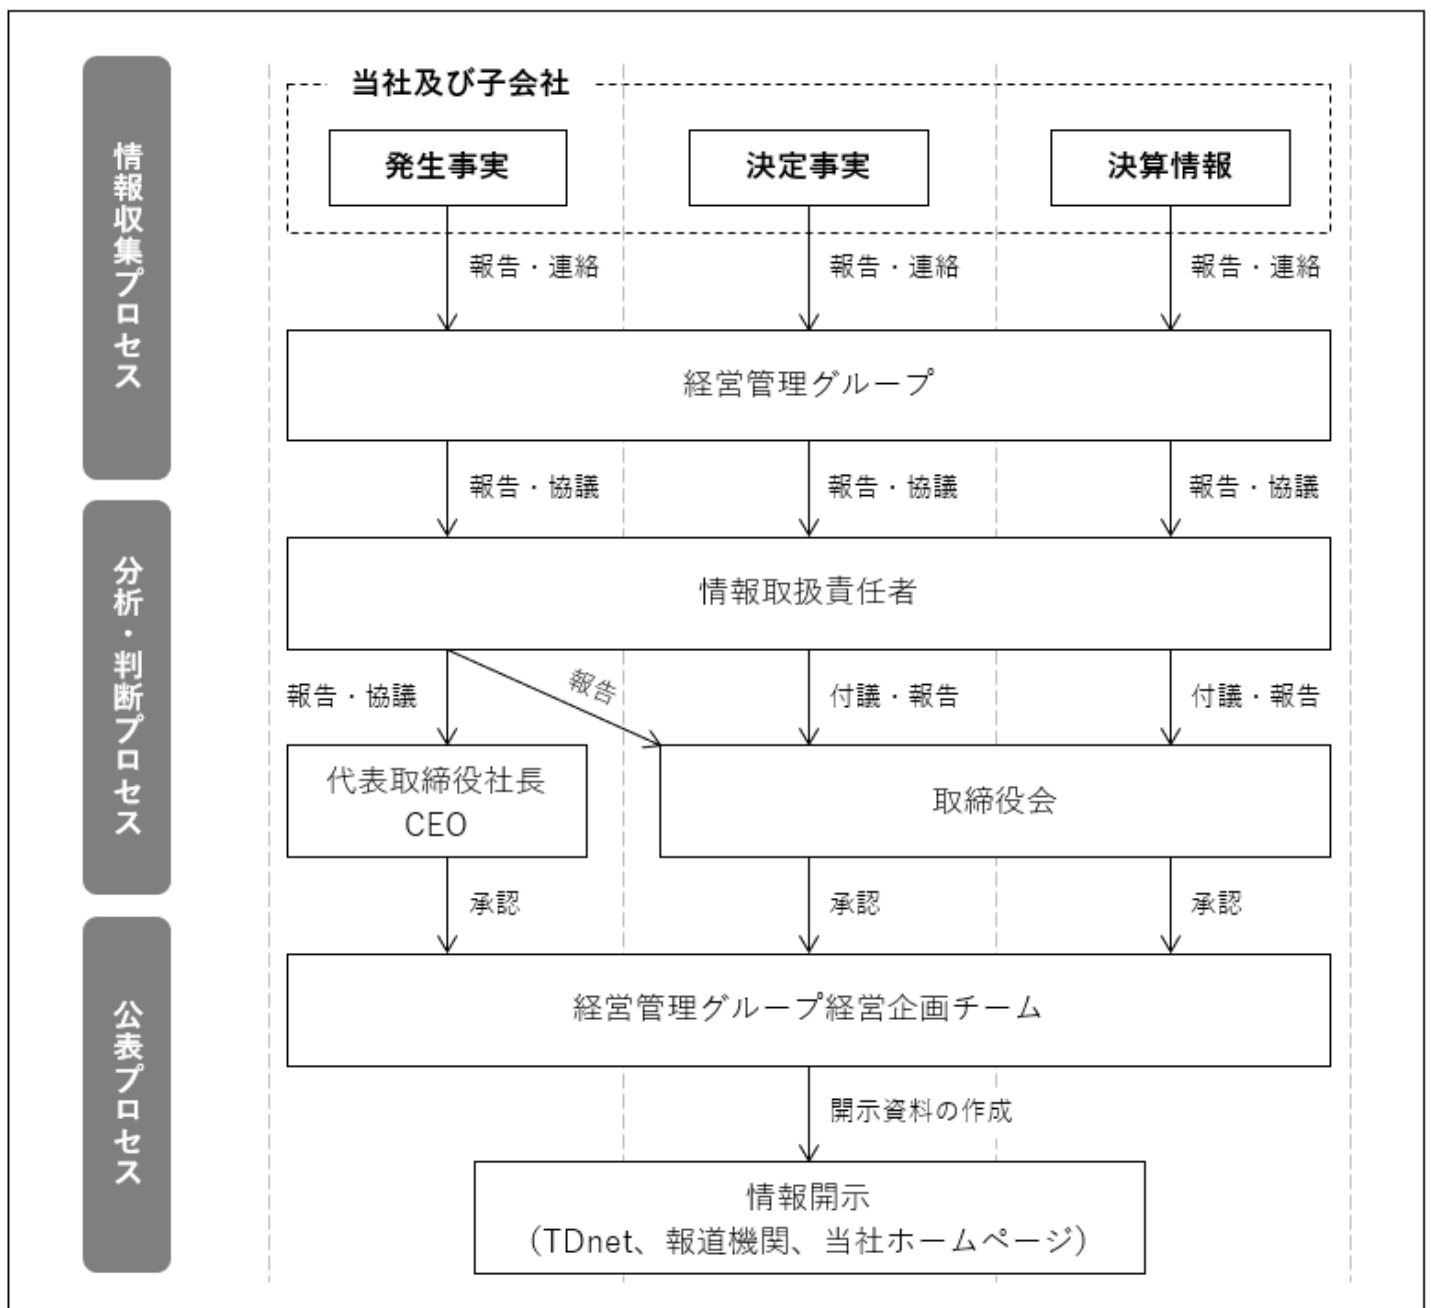 当社及び子会社
発生事実
決定事実
決算情報
情報収集プロセス
報告・連絡
報告・連絡
報告・連絡
経営管理グループ
報告・協議
報告・協議
報告・協議
分析・判断プロセス
情報取扱責任者
報告・協議
報告
付議・報告
付議・報告
代表取締役社長
CEO
取締役会
承認
承認
承認
公表プロセス
経営管理グループ経営企画チーム
開示資料の作成
情報開示
（TDnet、報道機関、当社ホームページ）